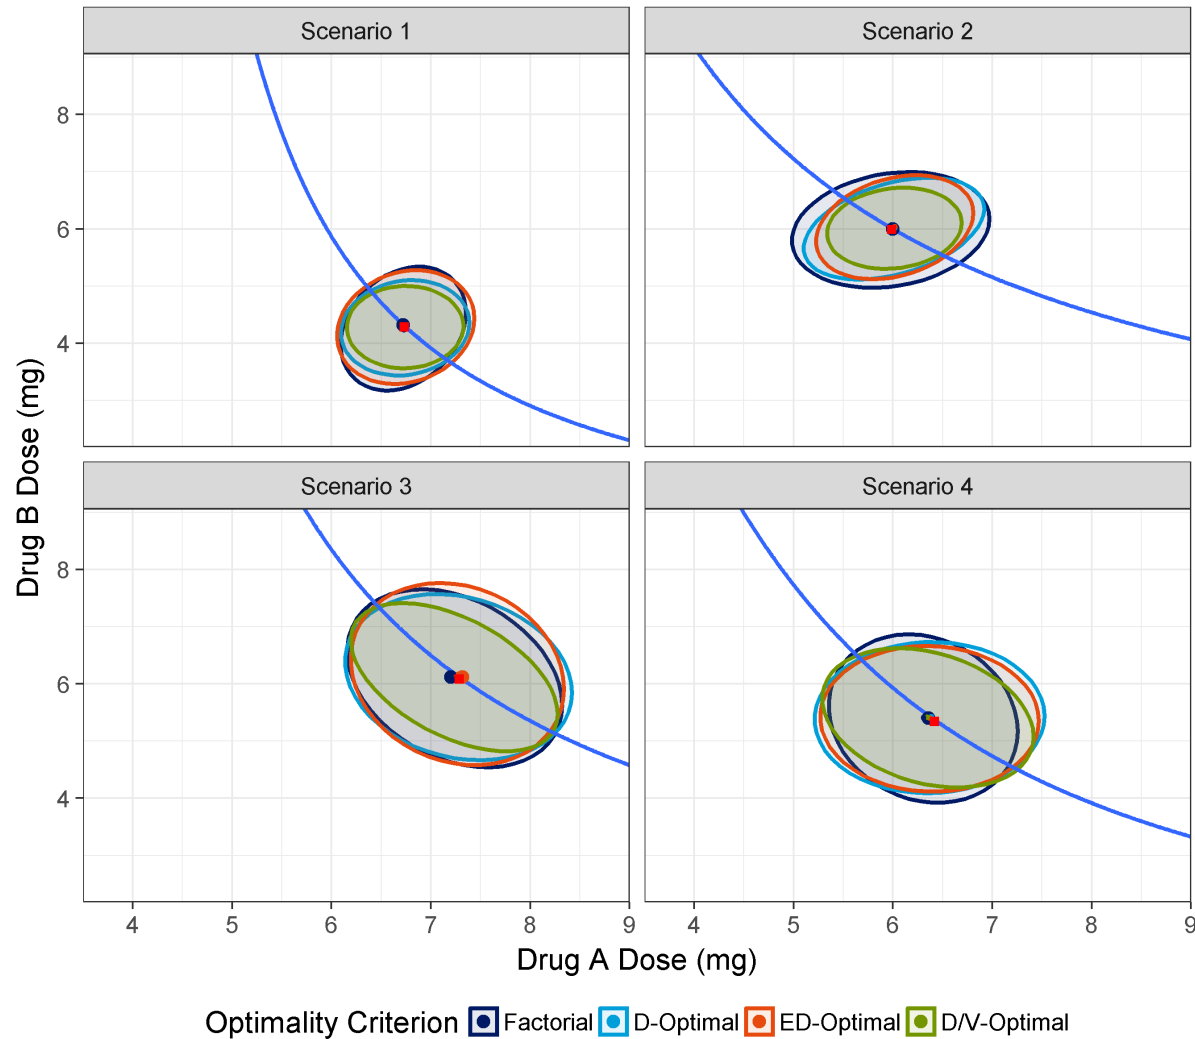 Scenario 1
Scenario 2
8
6
4
Scenario 3
Scenario 4
8
6
4
Drug B Dose (mg)
4 5 6 7 8 9
4 5 6 7 8 9
Drug A Dose (mg)
Optimality Criterion Factorial D-Optimal ED-Optimal D/V-Optimal